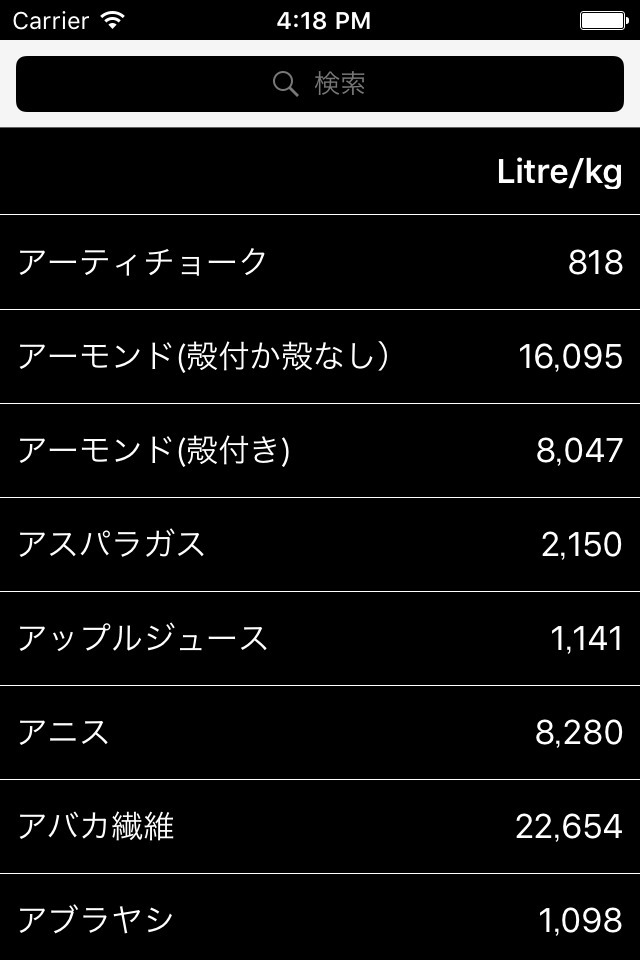 Carrier 4:18 PM
検索
Litre/kg
アーティチョーク 818
アーモンド(殻付か殻なし） 16,095
アーモンド(殻付き) 8,047
アスパラガス 2,150
アップルジュース 1,141
アニス 8,280
アバカ繊維 22,654
アブラヤシ 1,098